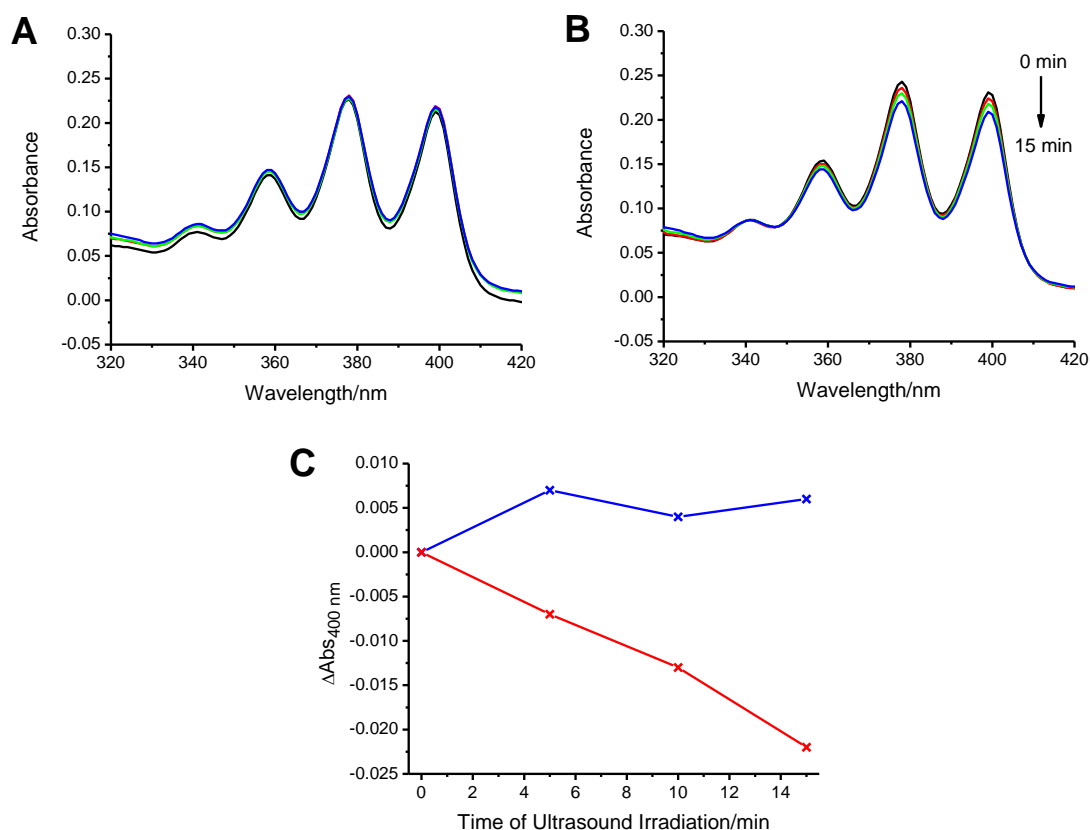 A
0.30
0.25
0.20
0.15
0.10
0.05
0.00
-0.05
Absorbance
320 340 360 380 400 420
Wavelength/nm
B
0.30
0.25
0.20
0.15
0.10
0.05
0.00
-0.05
Absorbance
320 340 360 380 400 420
Wavelength/nm
0 min
15 min
C
0.010
0.005
0.000
-0.005
-0.010
-0.015
-0.020
-0.025
ΔAbs400 nm
0 2 4 6 8 10 12 14
Time of Ultrasound Irradiation/min